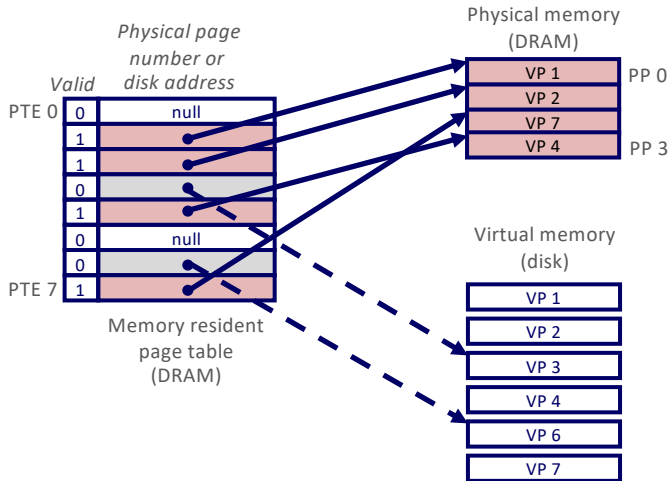 Physical page
number or
disk address
Valid
PTE 0
0
null
1
1
0
1
0
null
0
PTE 7
1
Memory resident
page table
(DRAM)
Physical memory
(DRAM)
VP 1
PP 0
VP 2
VP 7
VP 4
PP 3
Virtual memory
(disk)
VP 1
VP 2
VP 3
VP 4
VP 6
VP 7